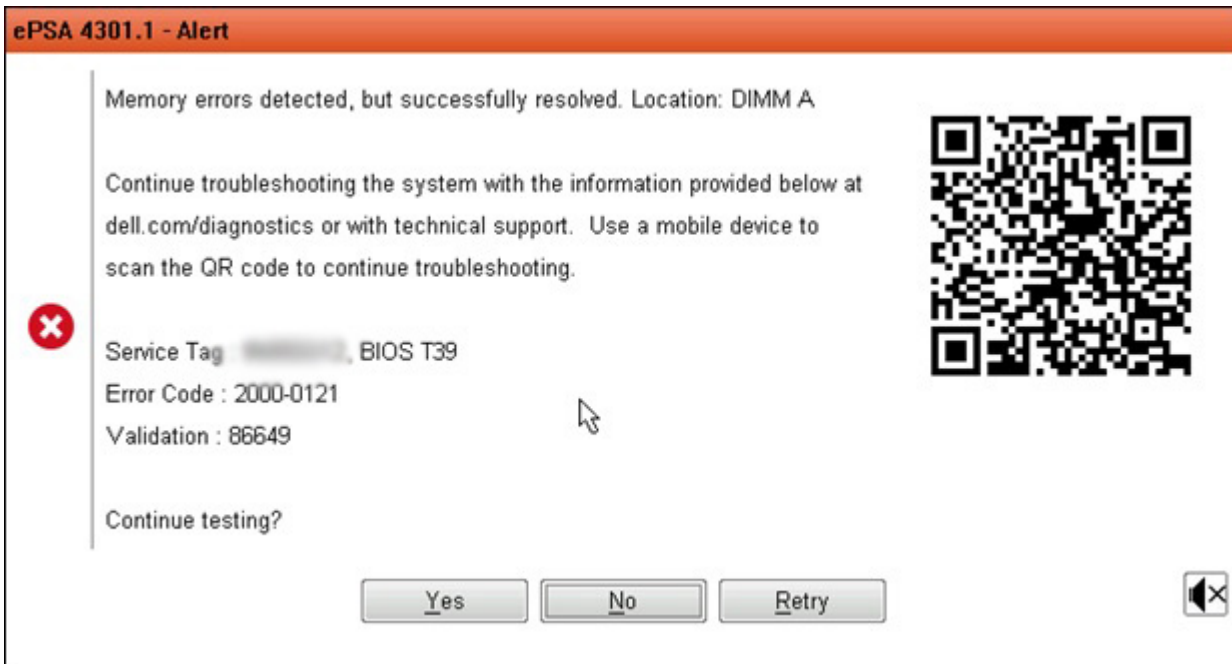 ePSA 4301.1 - Alert
Memory errors detected, but successfully resolved. Location: DIMM A
Continue troubleshooting the system with the information provided below at
dell.com/diagnostics or with technical support.  Use a mobile device to
scan the QR code to continue troubleshooting.
Service Tag : , BIOS T39
Error Code : 2000-0121
Validation : 86649
Continue testing?
Yes
No
Retry